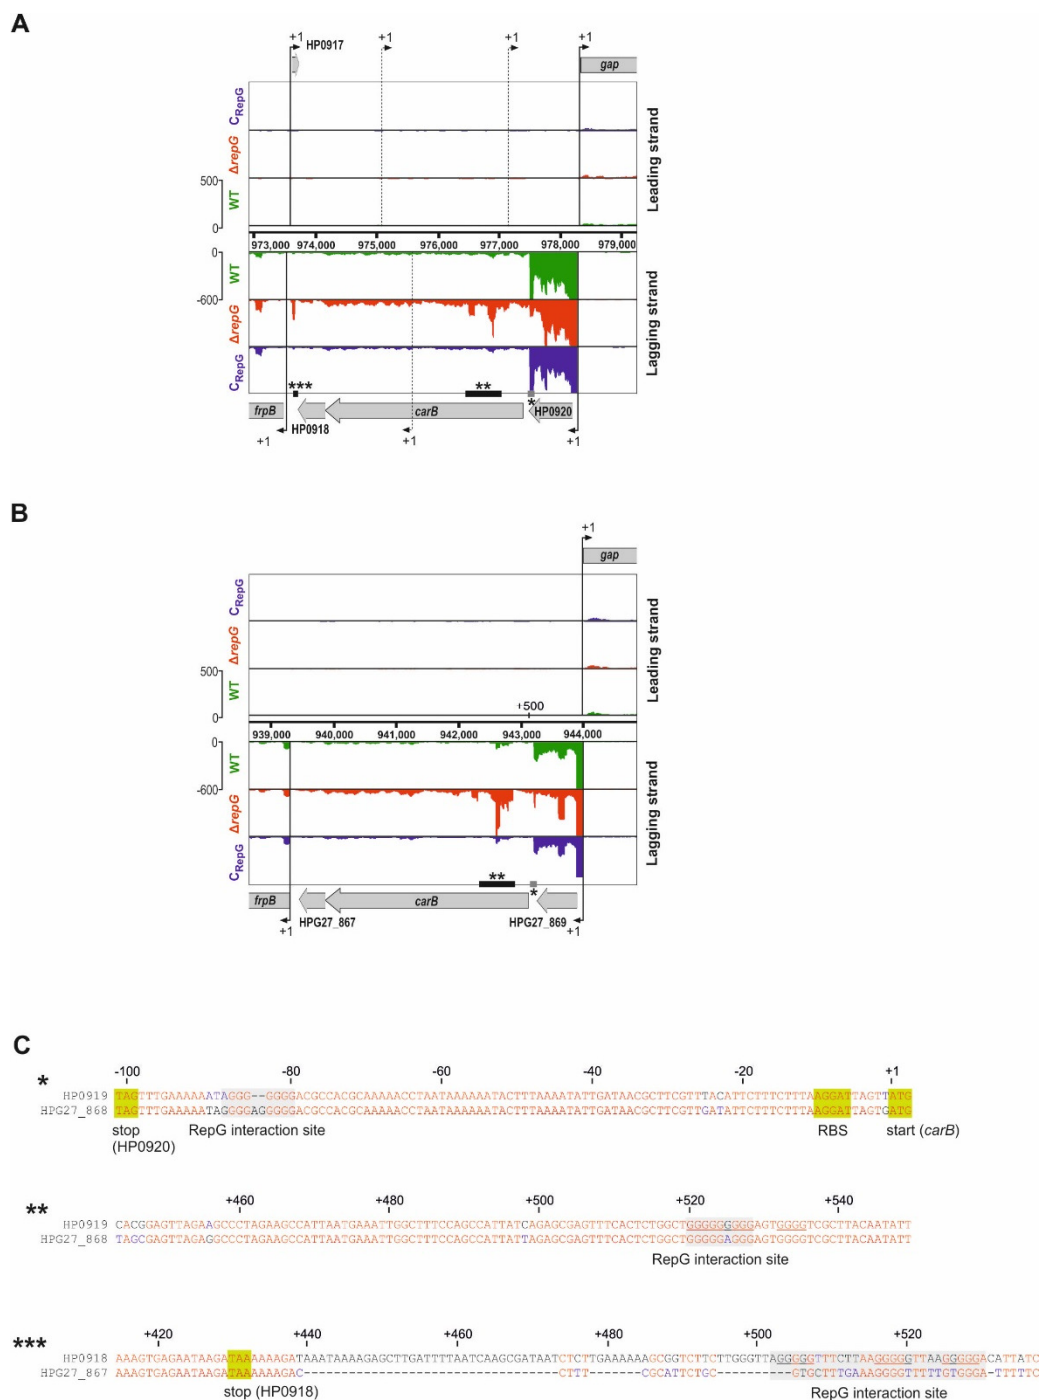 A
+1 HP0917 +1 +1 +1
gap
CRepG
ΔrepG
WT
500
0
Leading strand
973,000 974,000 975,000 976,000 977,000 978,000 979,000
0
-600
WT
ΔrepG
CRepG
Lagging strand
*** ** *
frpB carB HP0920
HP0918
+1 +1 +1
B
+1
gap
CRepG
ΔrepG
WT
500
0
Leading strand
+500
939,000 940,000 941,000 942,000 943,000 944,000
0
-600
WT
ΔrepG
CRepG
Lagging strand
** *
frpB carB
HPG27_867 HPG27_869
+1 +1
C
*
-100 -80 -60 -40 -20 +1
HP0919
HPG27_868
stop (HP0920) RepG interaction site RBS start (carB)
**
+460 +480 +500 +520 +540
HP0919 CACGGAGTTAGAAGCCCTAGAAGCCATTAATGAAATTGGCTTTCCAGCCATTATCAGAGCGAGTTTCACTCTGGCTGGGGGGGGGAGTGGGGTCGCTTACAATATT
HPG27_868 TAGCGAGTTAGAGGCCCTAGAAGCCATTAATGAAATTGGCTTTCCAGCCATTATTAGAGCGAGTTTCACTCTGGCTGGGGGAGGGAGTGGGGTCGCTTACAATATT
RepG interaction site
***
+420 +440 +460 +480 +500 +520
HP0918
HPG27_867
stop (HP0918) RepG interaction site